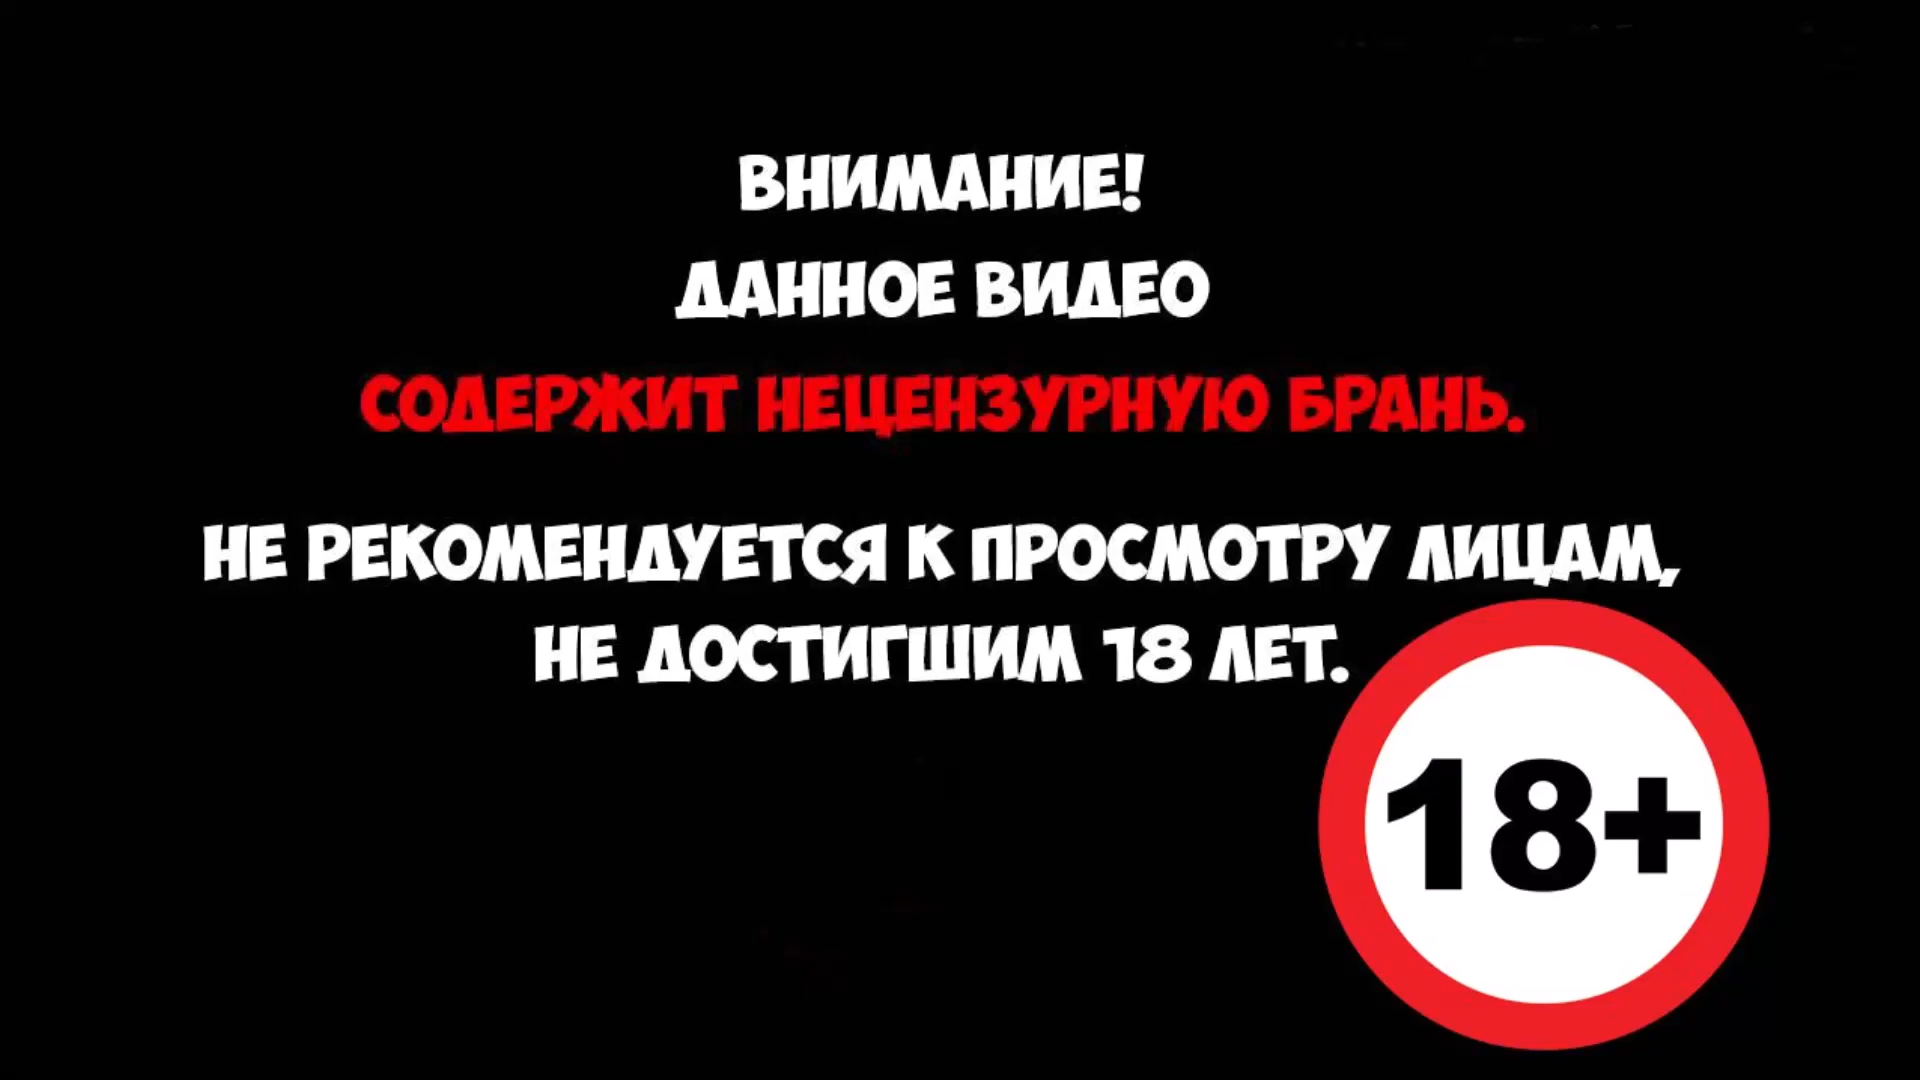 ВНИМАНИЕ!
ДАННОЕ ВИДЕО
СОДЕРЖИТ НЕЦЕНЗУРНУЮ БРАНЬ.
НЕ РЕКОМЕНДУЕТСЯ К ПРОСМОТРУ ЛИЦАМ,
НЕ ДОСТИГШИМ 18 ЛЕТ.
18+